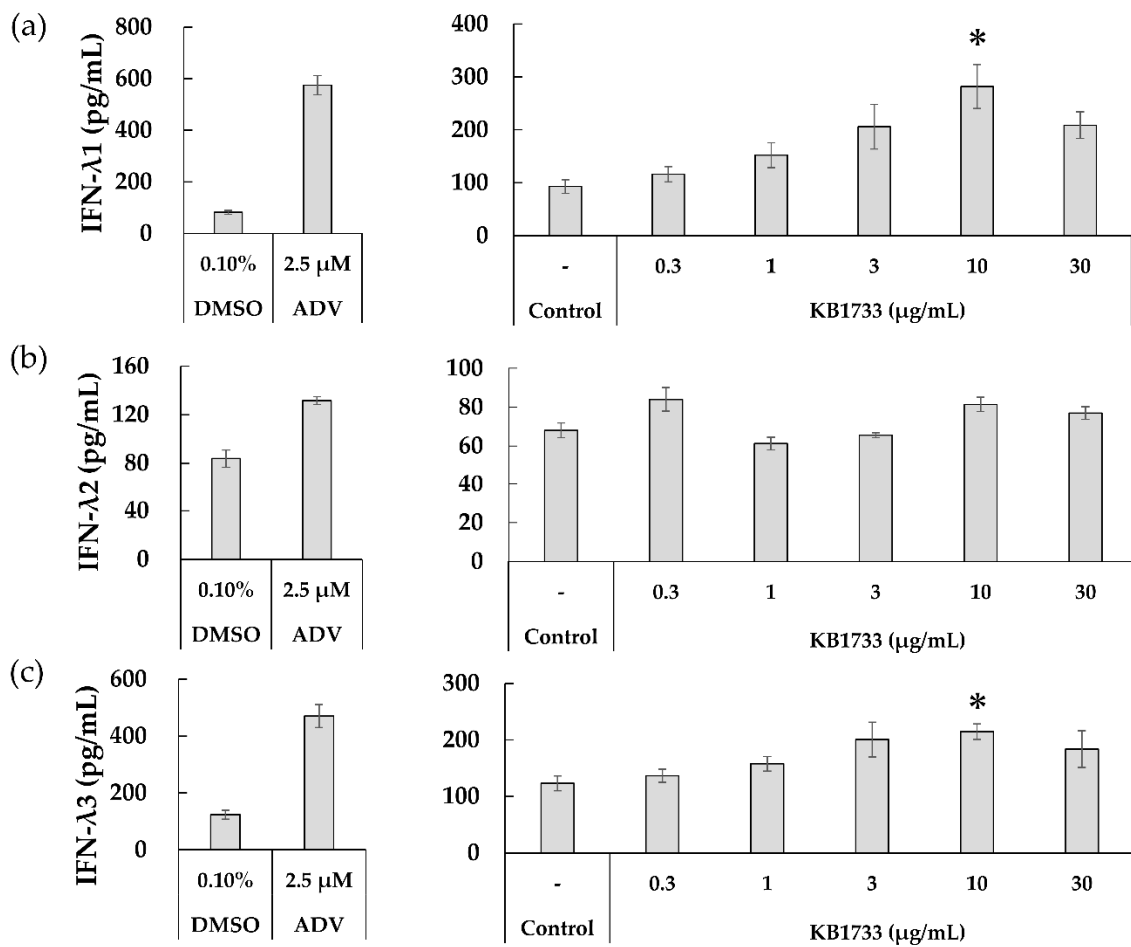 (a)
IFN-λ1 (pg/mL)
800
600
400
200
0
0.10% 2.5 μM
DMSO ADV
400
300
200
100
0
*
- 0.3 1 3 10 30
Control KB1733 (μg/mL)
(b)
IFN-λ2 (pg/mL)
160
120
80
40
0
0.10% 2.5 μM
DMSO ADV
100
80
60
40
20
0
- 0.3 1 3 10 30
Control KB1733 (μg/mL)
(c)
IFN-λ3 (pg/mL)
600
400
200
0
0.10% 2.5 μM
DMSO ADV
300
200
100
0
*
- 0.3 1 3 10 30
Control KB1733 (μg/mL)